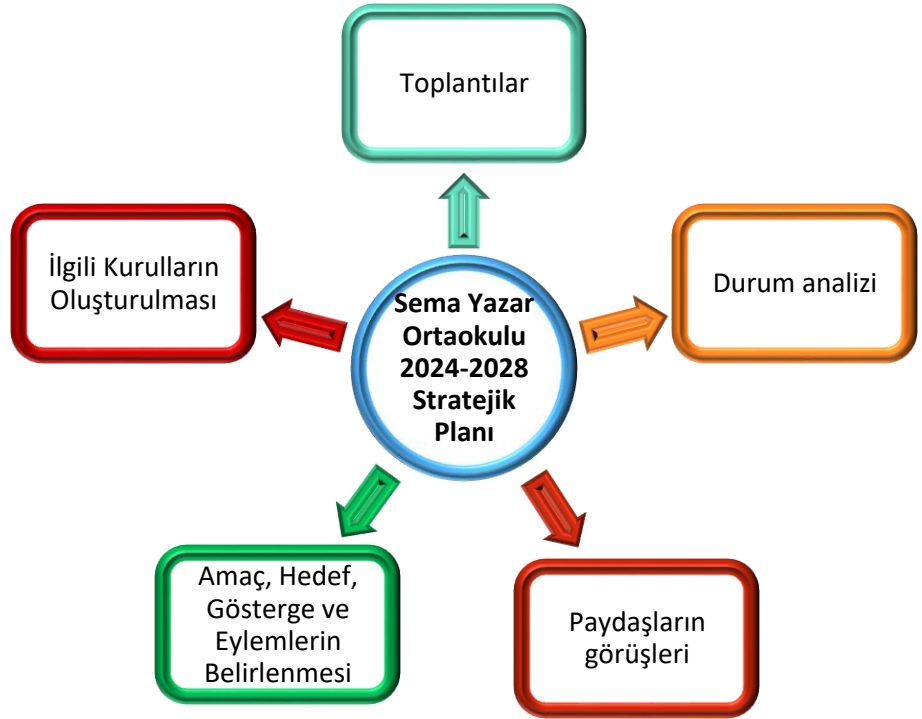 Toplantılar
İlgili Kurulların
Oluşturulması
Durum analizi
Sema Yazar
Ortaokulu
2024-2028
Stratejik
Planı
Amaç, Hedef,
Gösterge ve
Eylemlerin
Belirlenmesi
Paydaşların
görüşleri